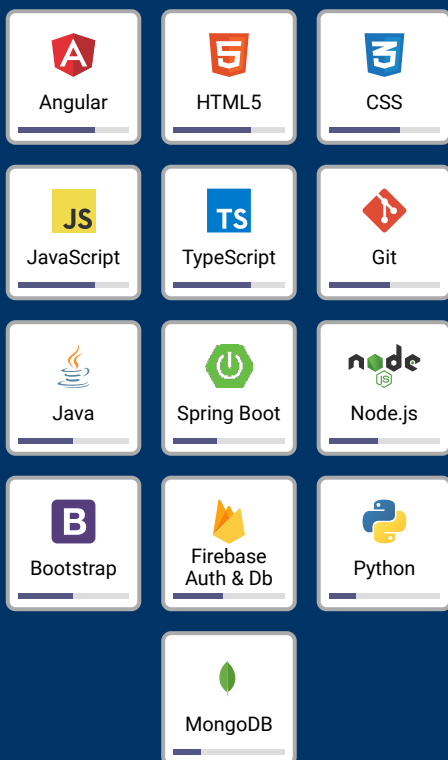 Angular
HTML5
CSS
JS
JavaScript
TS
TypeScript
Git
Java
Spring Boot
node
JS
Node.js
B
Bootstrap
Firebase
Auth & Db
Python
MongoDB